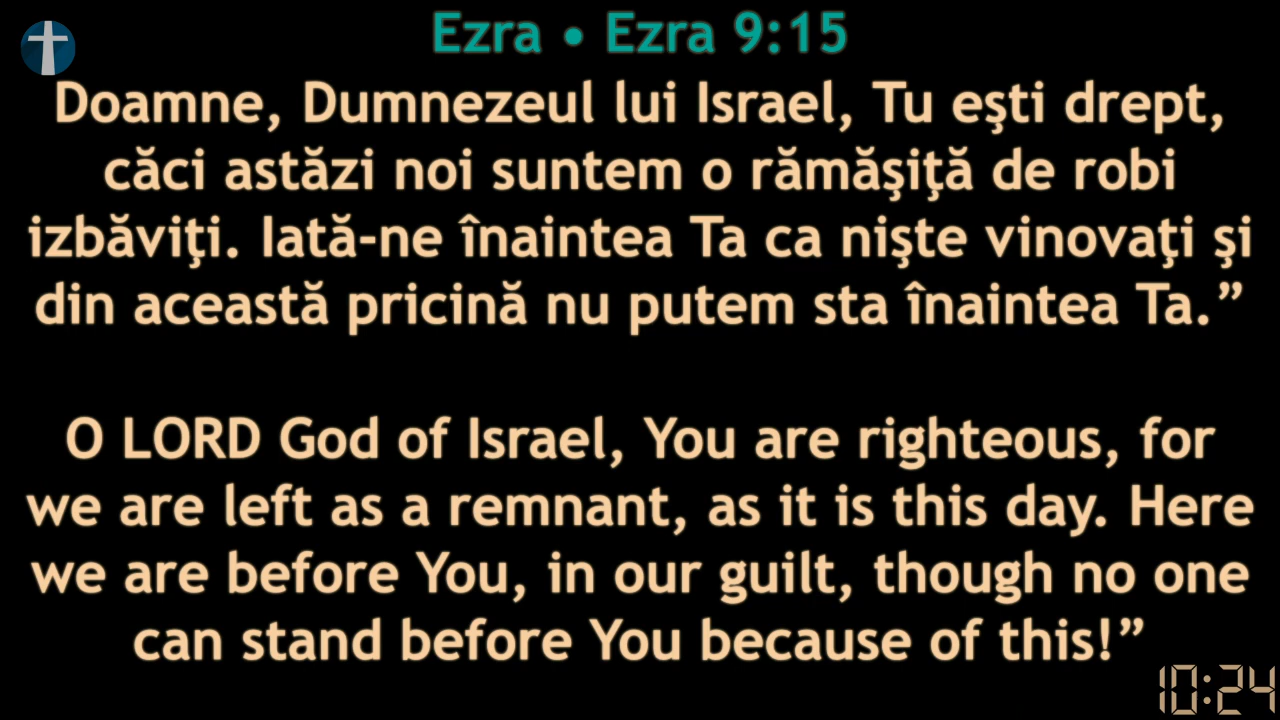 Ezra • Ezra 9:15
Doamne, Dumnezeul lui Israel, Tu eşti drept,
căci astăzi noi suntem o rămăşiţă de robi
izbăviţi. Iată-ne înaintea Ta ca nişte vinovaţi şi
din această pricină nu putem sta înaintea Ta.”
O LORD God of Israel, You are righteous, for
we are left as a remnant, as it is this day. Here
we are before You, in our guilt, though no one
can stand before You because of this!”
10:24